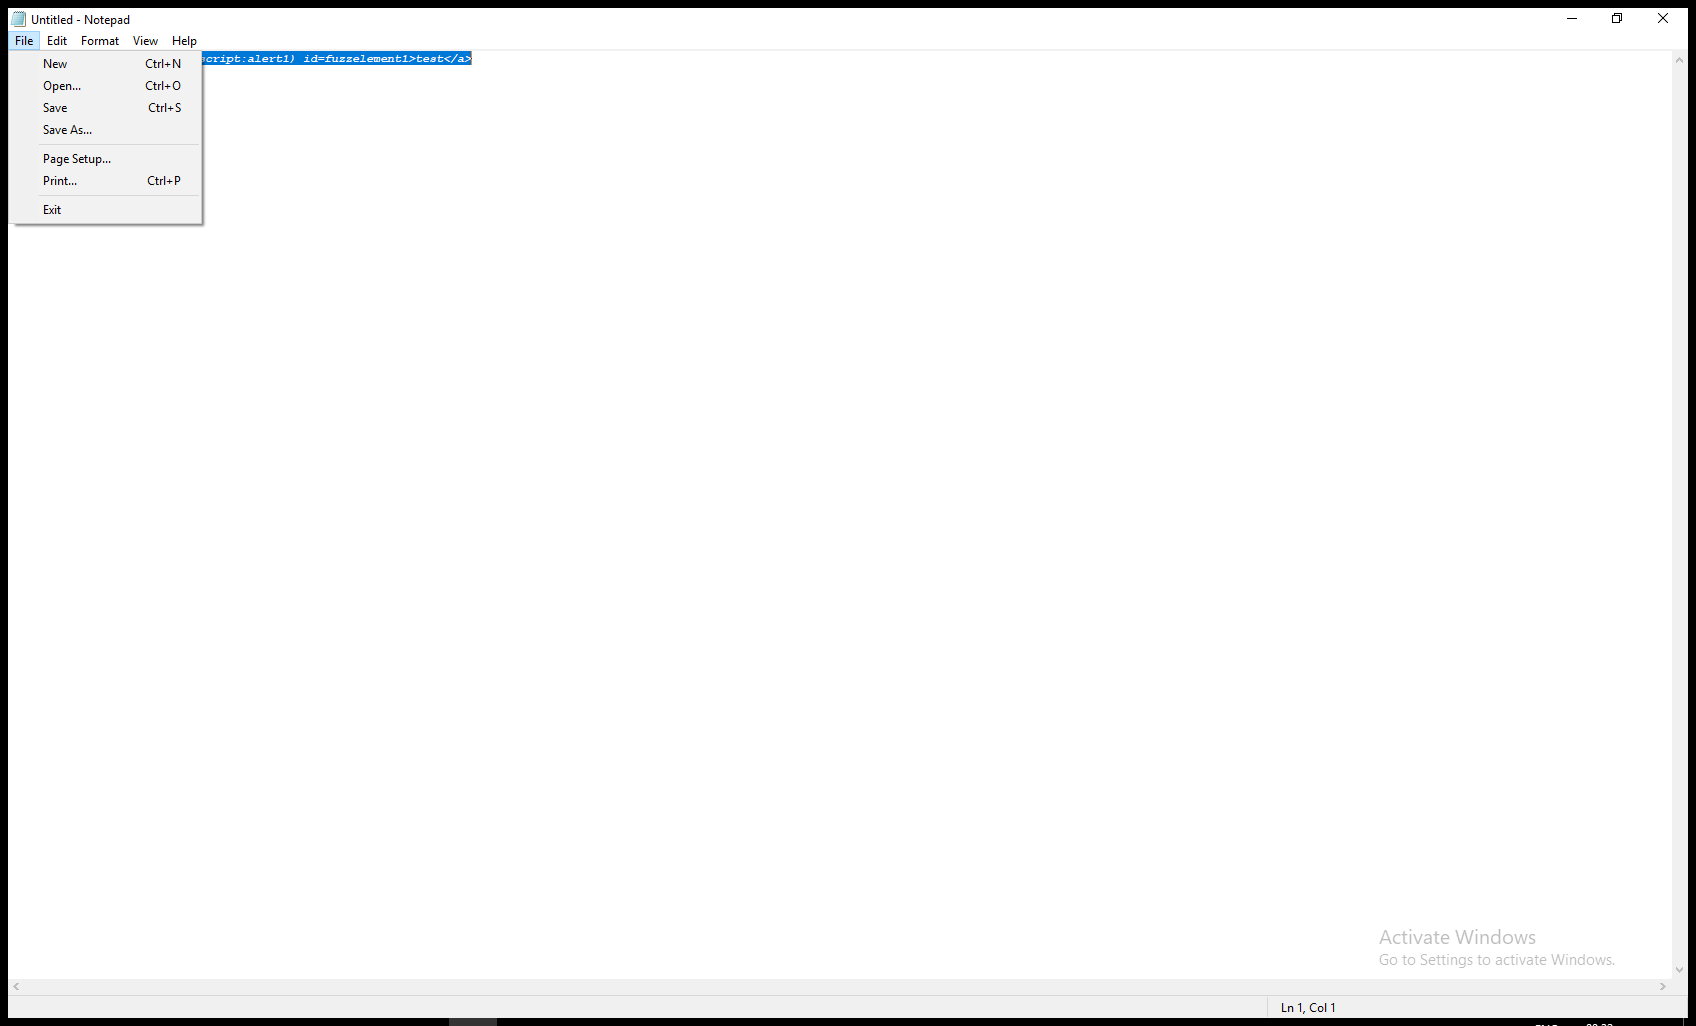 Untitled - Notepad
File Edit Format View Help
script:alert1) id=fuzzelement1>test</a>
New Ctrl+N
Open... Ctrl+O
Save Ctrl+S
Save As...
Page Setup...
Print... Ctrl+P
Exit
Activate Windows
Go to Settings to activate Windows.
Ln 1, Col 1